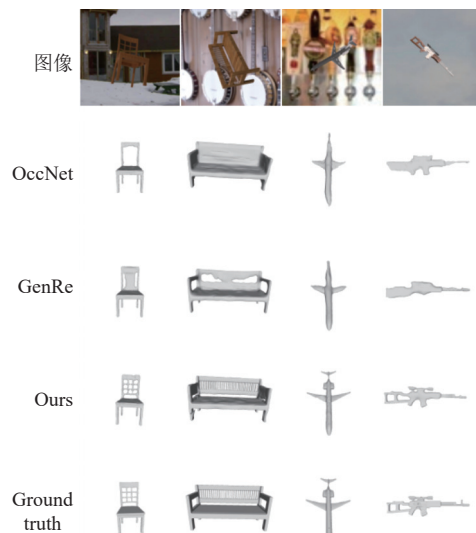 图像
OccNet
GenRe
Ours
Ground
truth